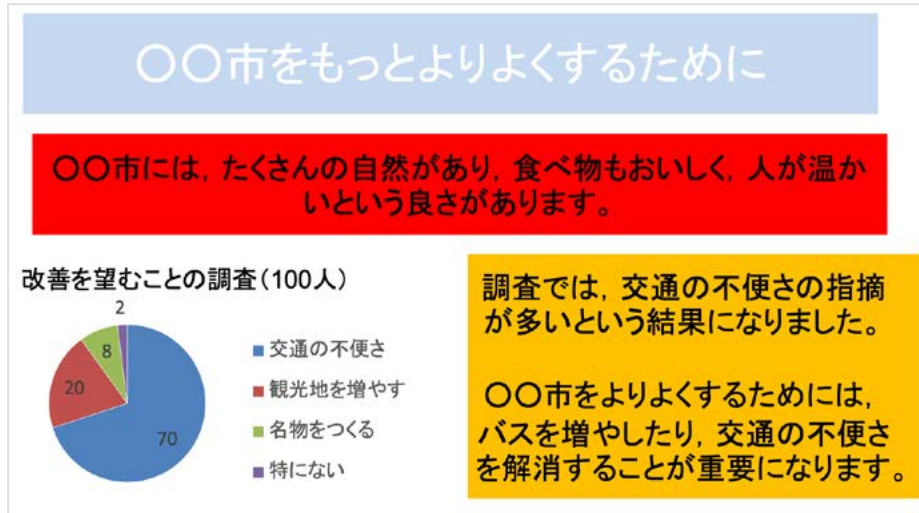 〇〇市をもっとよりよくするために
〇〇市には，たくさんの自然があり，食べ物もおいしく，人が温か
いという良さがあります。
改善を望むことの調査（100人）
2
8
20
70
交通の不便さ
観光地を増やす
名物をつくる
特にない
調査では，交通の不便さの指摘
が多いという結果になりました。
〇〇市をよりよくするためには，
バスを増やしたり，交通の不便さ
を解消することが重要になります。